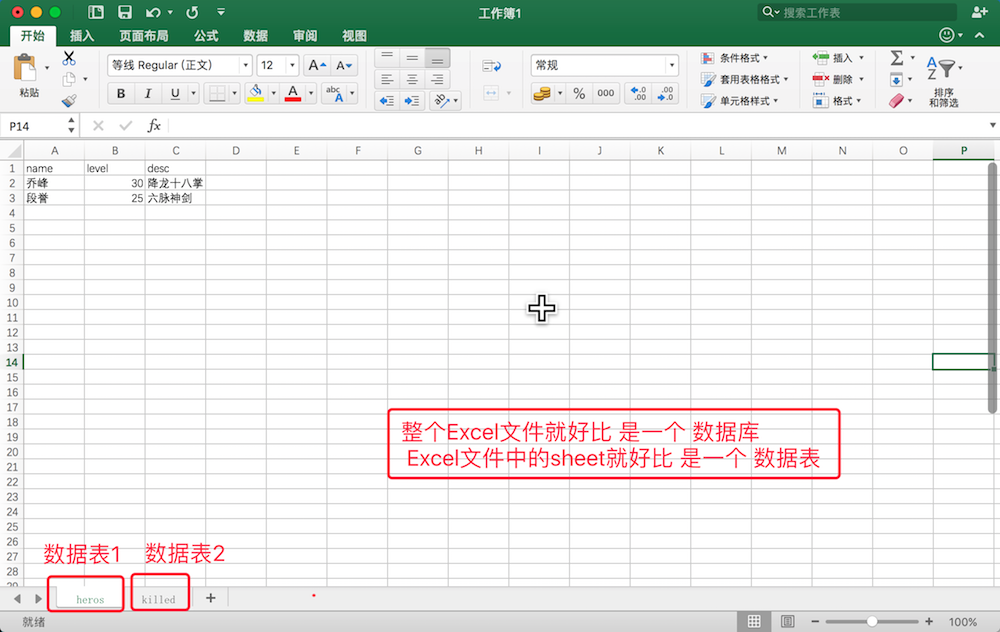 工作簿1
搜索工作表
开始 插入 页面布局 公式 数据 审阅 视图
粘贴
等线 Regular (正文) 12 A A
B I U A abc A
常规
% 000 .0 .00 .00 .0
条件格式
套用表格格式
单元格样式
插入
删除
格式
Σ
A Z
排序
和筛选
P14 fx
A B C D E F G H I J K L M N O P
1 name level desc
2 乔峰 30 降龙十八掌
3 段誉 25 六脉神剑
4
5
6
7
8
9
10
11
12
13
14
15
16
17
18
19
20
21
22
23
24
25
26
27
28
29
整个Excel文件就好比 是一个 数据库
Excel文件中的sheet就好比 是一个 数据表
数据表1 数据表2
heros killed +
就绪 100%